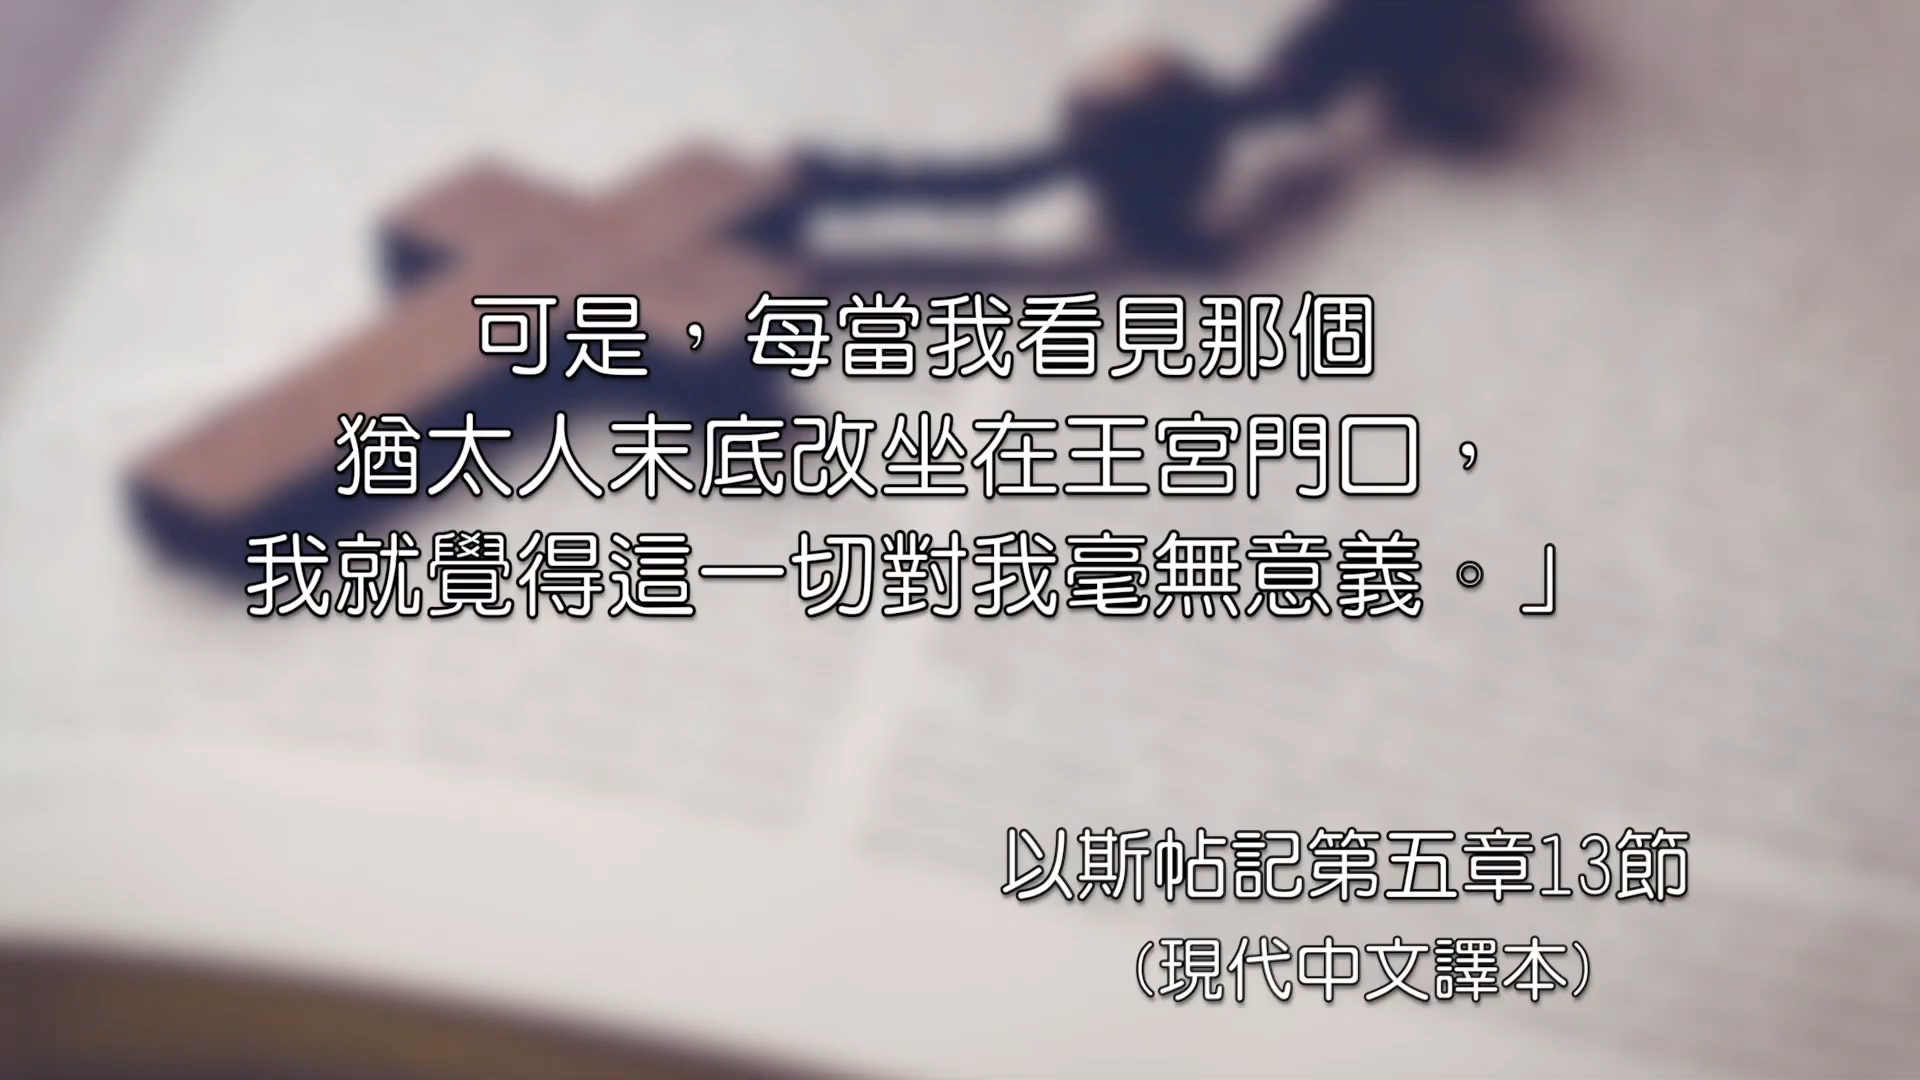 可是，每當我看見那個
猶太人末底改坐在王宮門口，
我就覺得這一切對我毫無意義。」
以斯帖記第五章13節
(現代中文譯本)